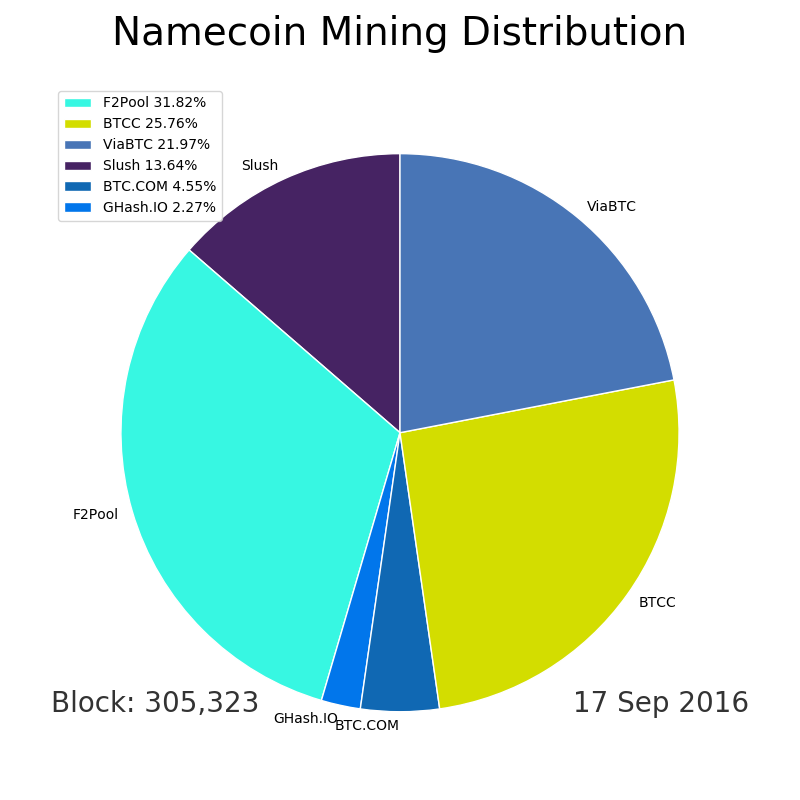 Namecoin Mining Distribution
F2Pool 31.82%
BTCC 25.76%
ViaBTC 21.97%
Slush 13.64%
BTC.COM 4.55%
GHash.IO 2.27%
Slush
ViaBTC
F2Pool
BTCC
Block: 305,323
17 Sep 2016
GHash.IO
BTC.COM